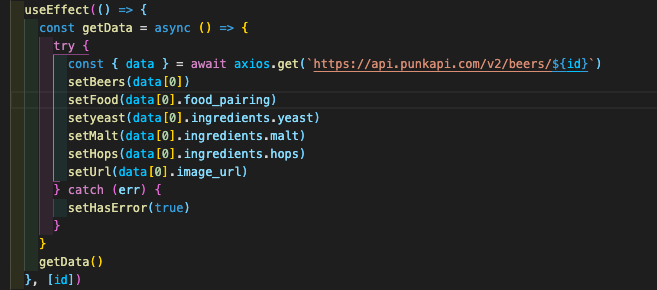 useEffect(() => {
const getData = async () => {
try {
const { data } = await axios.get(`https://api.punkapi.com/v2/beers/${id}`)
setBeers(data[0])
setFood(data[0].food_pairing)
setyeast(data[0].ingredients.yeast)
setMalt(data[0].ingredients.malt)
setHops(data[0].ingredients.hops)
setUrl(data[0].image_url)
} catch (err) {
setHasError(true)
}
}
getData()
}, [id])